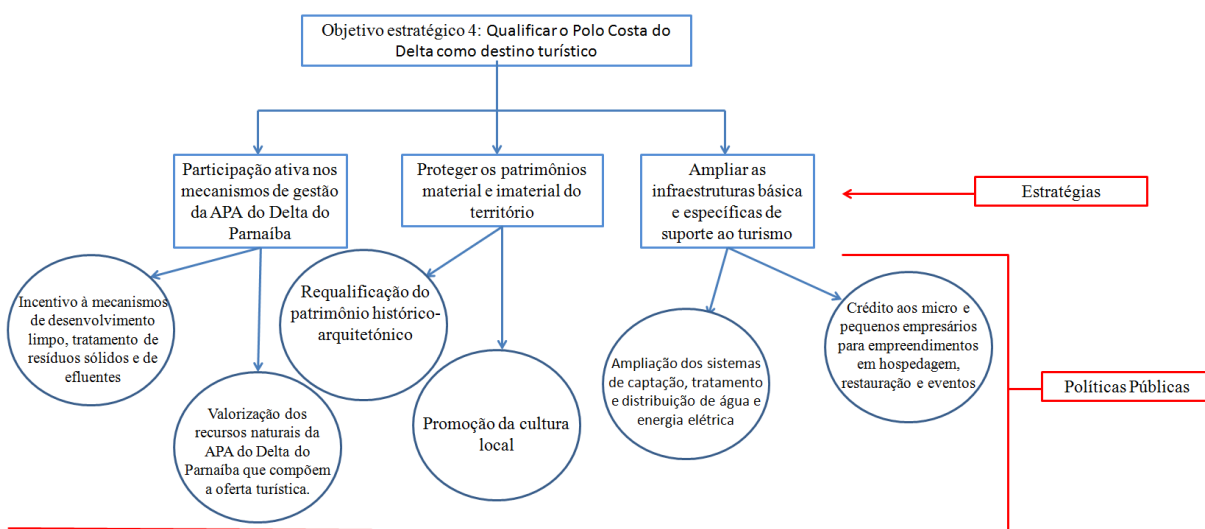 Objetivo estratégico 4: Qualificar o Polo Costa do
Delta como destino turístico
Participação ativa nos
mecanismos de gestão
da APA do Delta do
Parnaíba
Proteger os patrimônios
material e imaterial do
território
Ampliar as
infraestruturas básica
e específicas de
suporte ao turismo
Estratégias
Incentivo à mecanismos
de desenvolvimento
limpo, tratamento de
resíduos sólidos e de
efluentes
Valorização dos
recursos naturais da
APA do Delta do
Parnaíba que compõem
a oferta turística.
Requalificação do
patrimônio histórico-
arquitetónico
Promoção da cultura
local
Ampliação dos sistemas
de captação, tratamento
e distribuição de água e
energia elétrica
Crédito aos micro e
pequenos empresários
para empreendimentos
em hospedagem,
restauração e eventos
Políticas Públicas